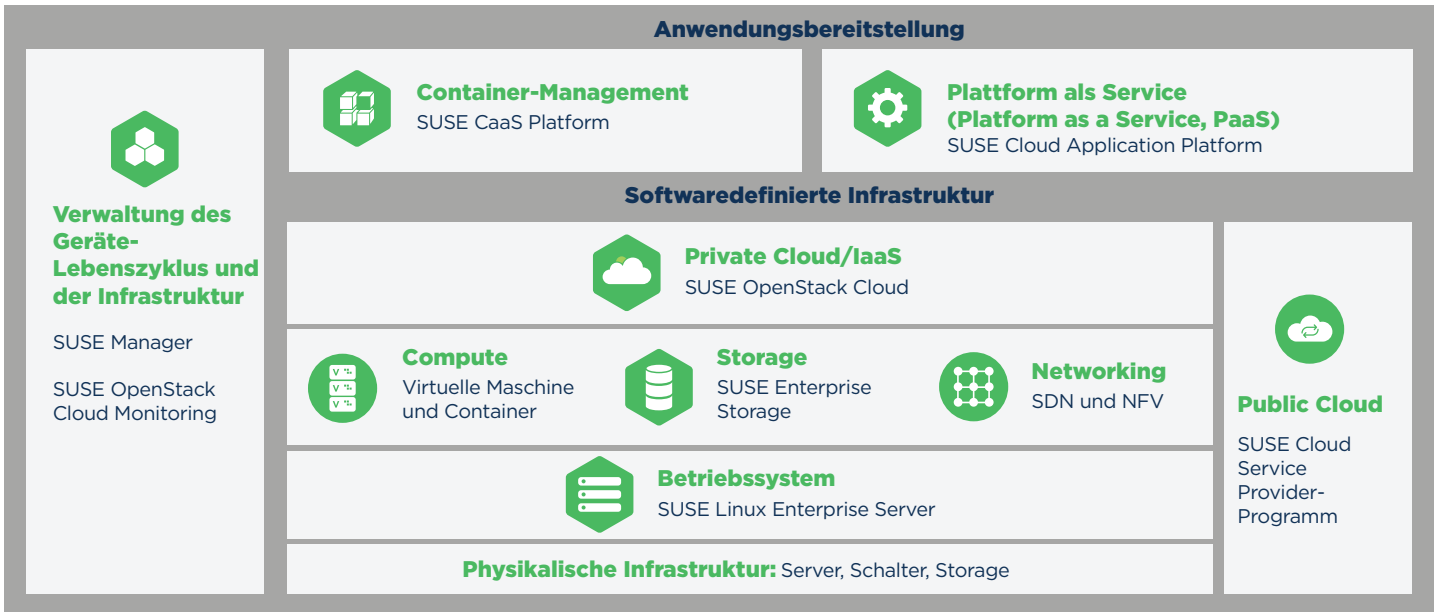 Anwendungsbereitstellung
Verwaltung des
Geräte-
Lebenszyklus und
der Infrastruktur
SUSE Manager
SUSE OpenStack
Cloud Monitoring
Container-Management
SUSE CaaS Platform
Plattform als Service
(Platform as a Service, PaaS)
SUSE Cloud Application Platform
Softwaredefinierte Infrastruktur
Private Cloud/IaaS
SUSE OpenStack Cloud
Compute
Virtuelle Maschine
und Container
Storage
SUSE Enterprise
Storage
Networking
SDN und NFV
Betriebssystem
SUSE Linux Enterprise Server
Physikalische Infrastruktur: Server, Schalter, Storage
Public Cloud
SUSE Cloud
Service
Provider-
Programm